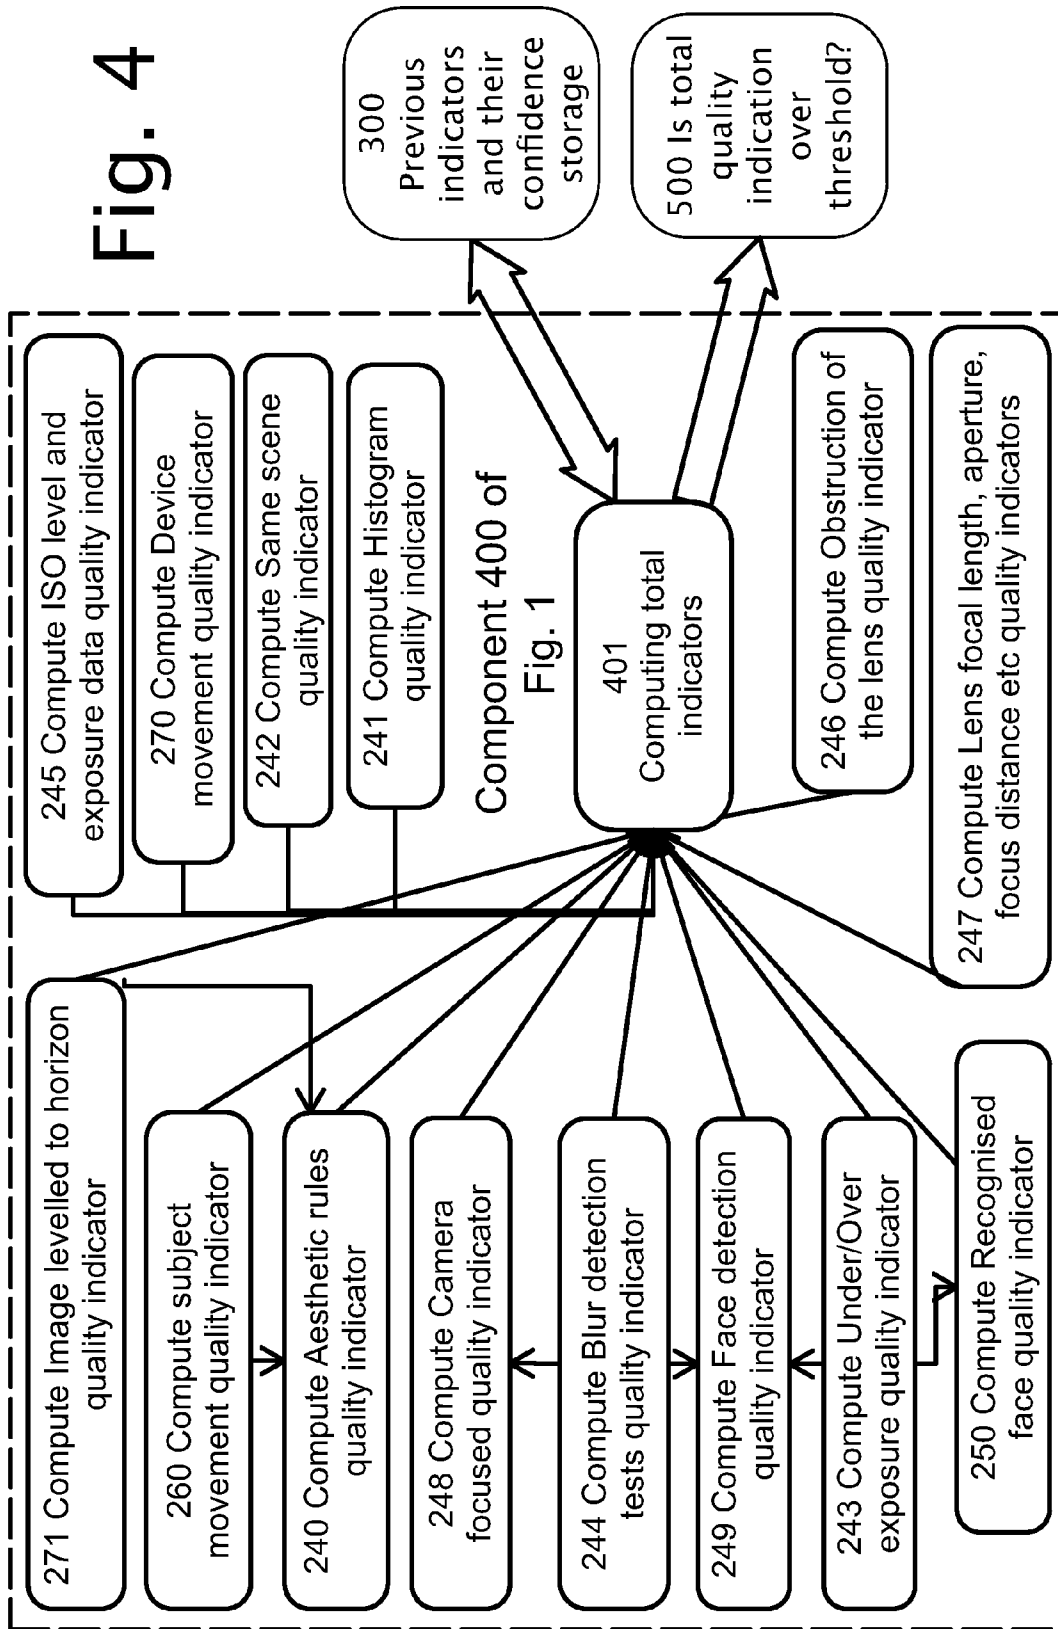 Fig. 4
271 Compute Image levelled to horizon
quality indicator
260 Compute subject
movement quality indicator
240 Compute Aesthetic rules
quality indicator
248 Compute Camera
focused quality indicator
244 Compute Blur detection
tests quality indicator
249 Compute Face detection
quality indicator
243 Compute Under/Over
exposure quality indicator
250 Compute Recognised
face quality indicator
245 Compute ISO level and
exposure data quality indicator
270 Compute Device
movement quality indicator
242 Compute Same scene
quality indicator
241 Compute Histogram
quality indicator
Component 400 of
Fig. 1
401
Computing total
indicators
246 Compute Obstruction of
the lens quality indicator
247 Compute Lens focal length, aperture,
focus distance etc quality indicators
300
Previous
indicators
and their
confidence
storage
500 Is total
quality
indication
over
threshold?